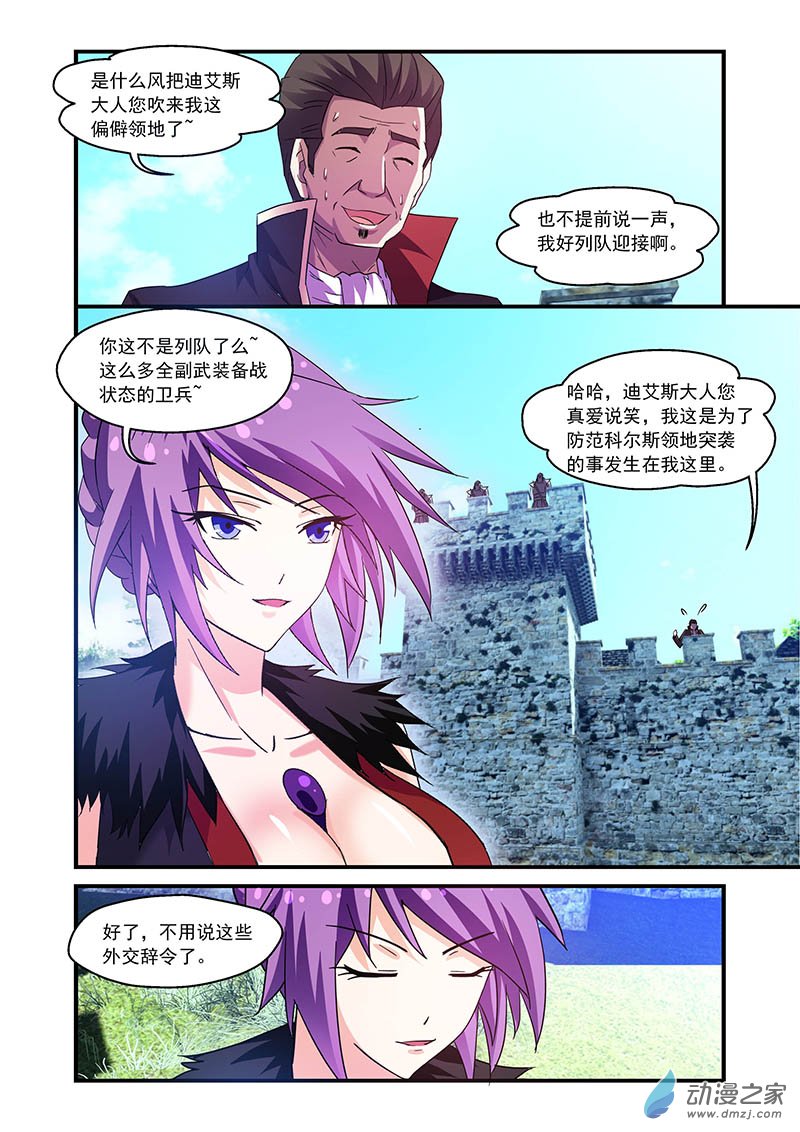 是什么风把迪艾斯
大人您吹来我这
偏僻领地了~
也不提前说一声，
我好列队迎接啊。
你这不是列队了么~
这么多全副武装备战
状态的卫兵~
哈哈，迪艾斯大人您
真爱说笑，我这是为了
防范科尔斯领地突袭
的事发生在我这里。
好了，不用说这些
外交辞令了。
动漫之家
www.dmzj.com